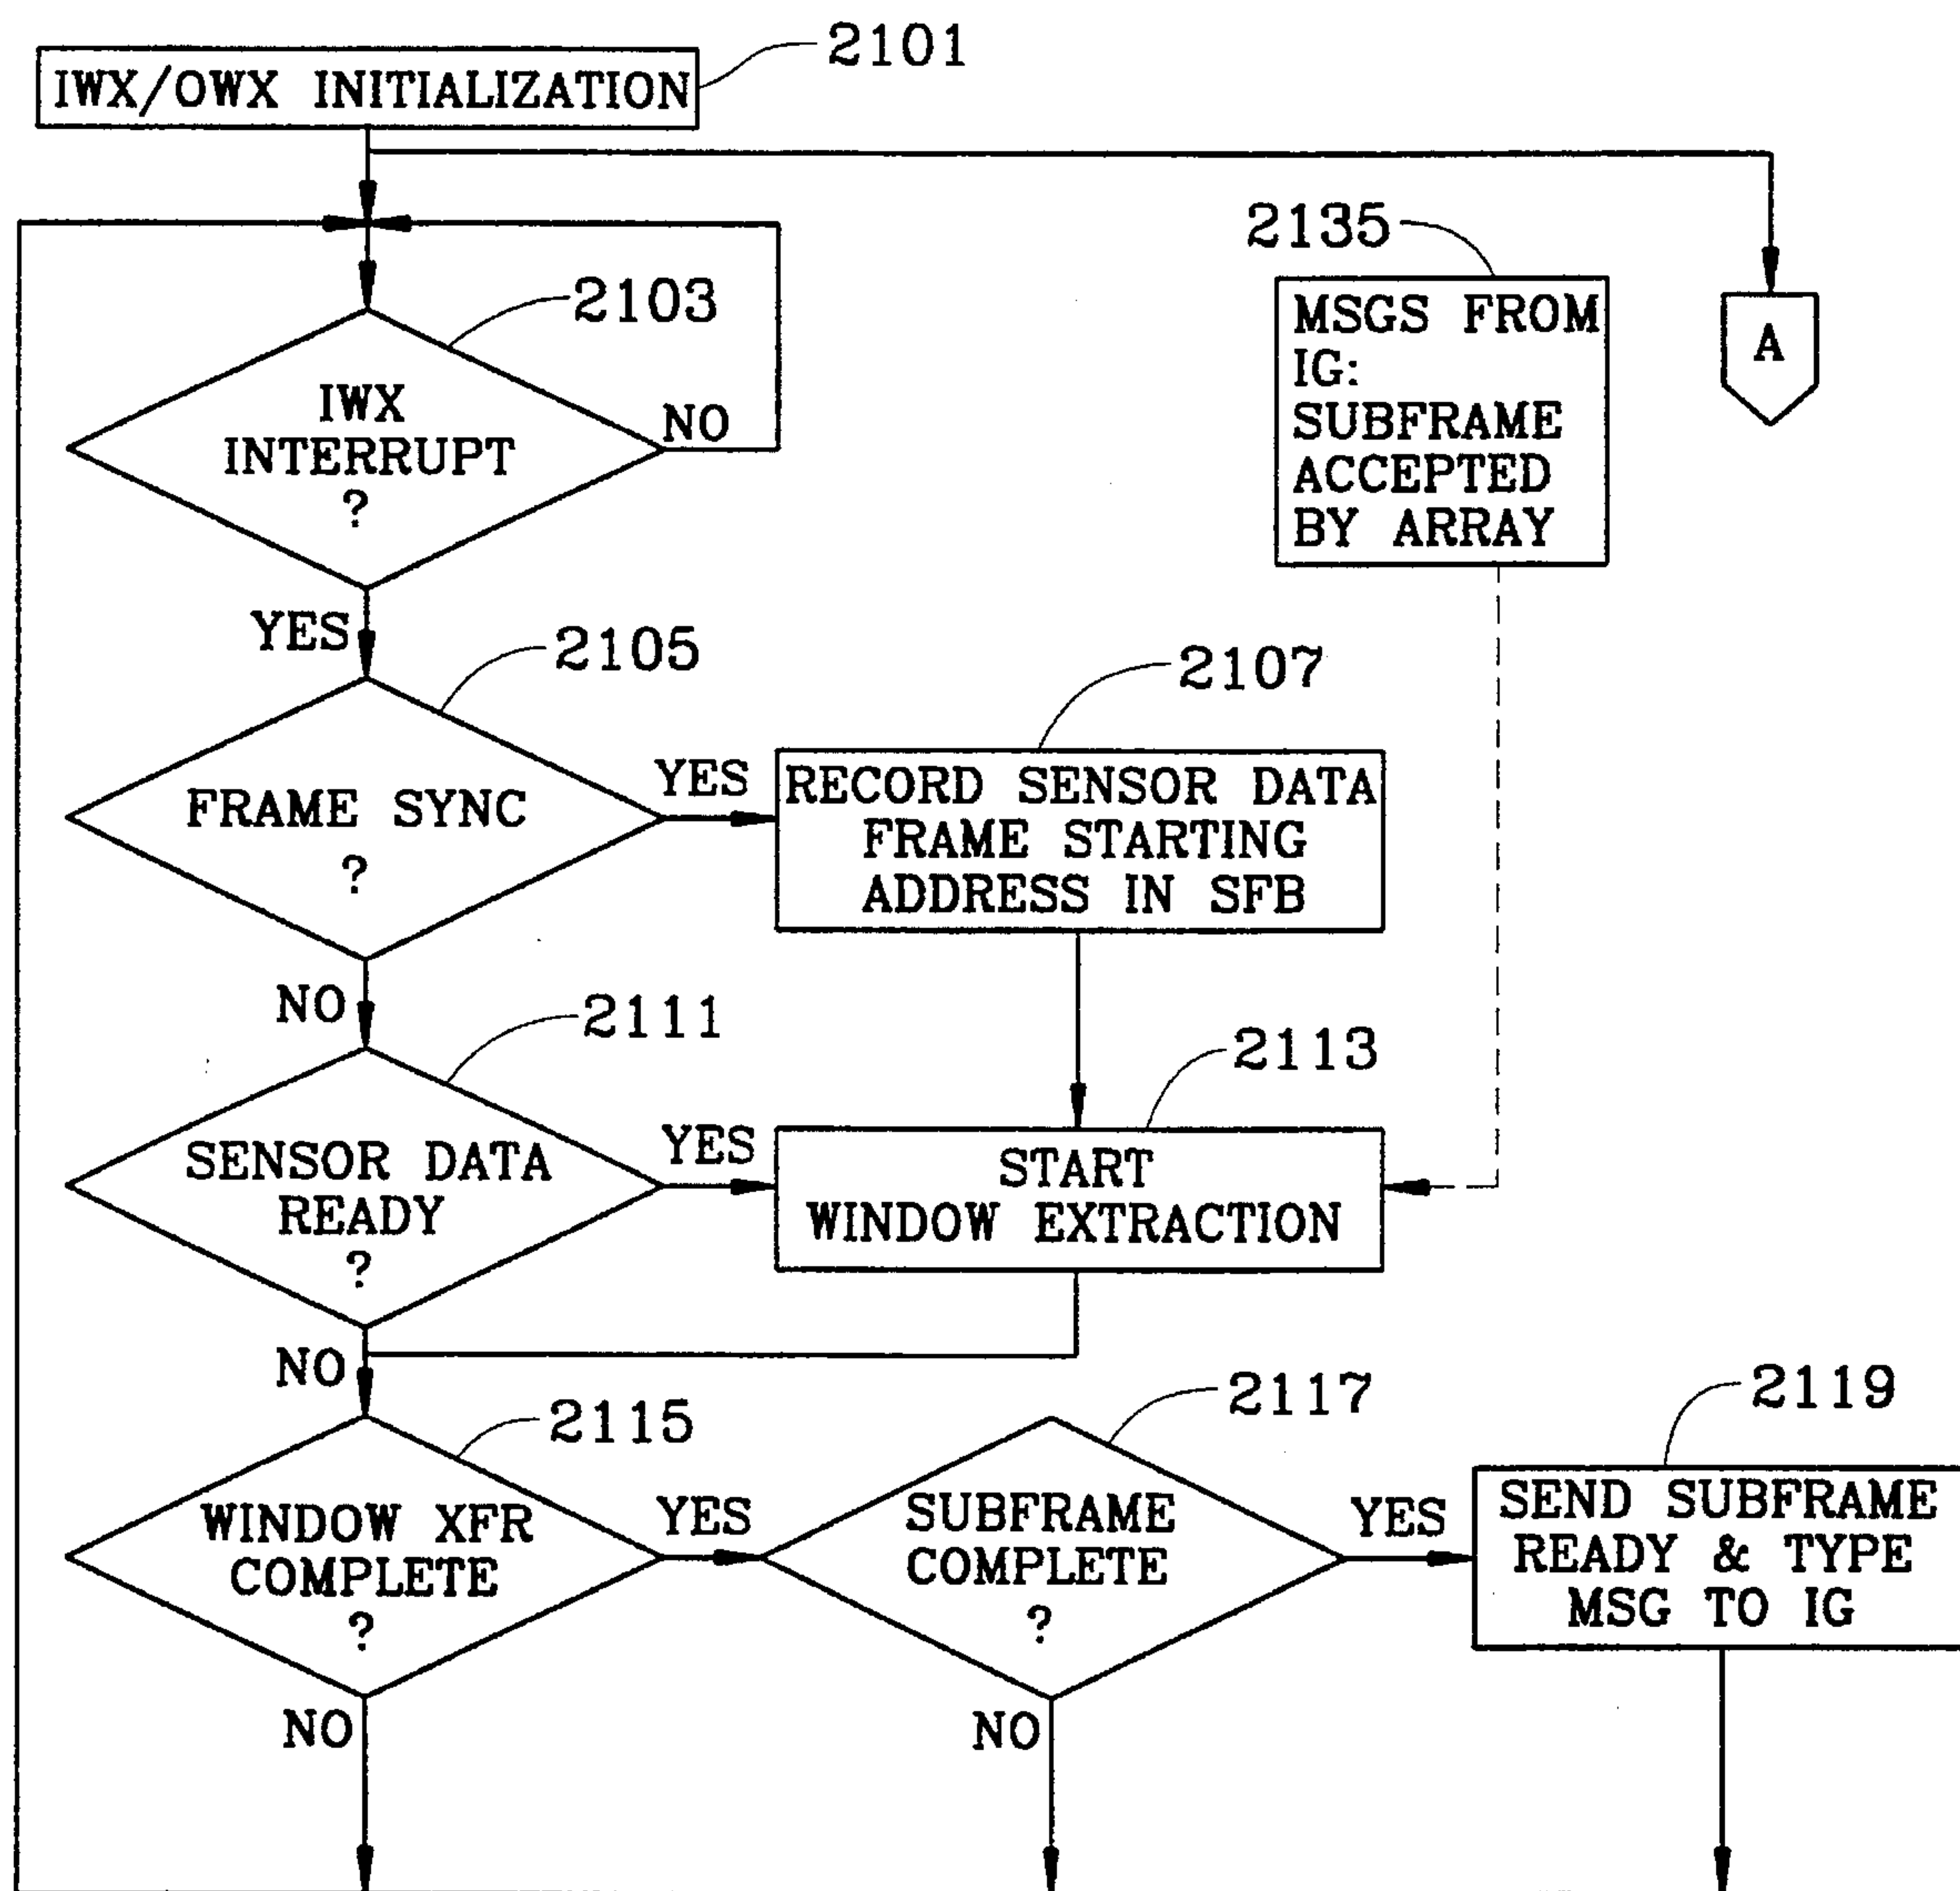 2101
IWX/OWX INITIALIZATION
2135
MSGS FROM
IG:
SUBFRAME
ACCEPTED
BY ARRAY
A
2103
IWX
INTERRUPT
?
NO
YES
2105
FRAME SYNC
?
YES
2107
RECORD SENSOR DATA
FRAME STARTING
ADDRESS IN SFB
NO
2111
SENSOR DATA
READY
?
YES
2113
START
WINDOW EXTRACTION
NO
2115
WINDOW XFR
COMPLETE
?
YES
2117
SUBFRAME
COMPLETE
?
YES
2119
SEND SUBFRAME
READY & TYPE
MSG TO IG
NO
NO